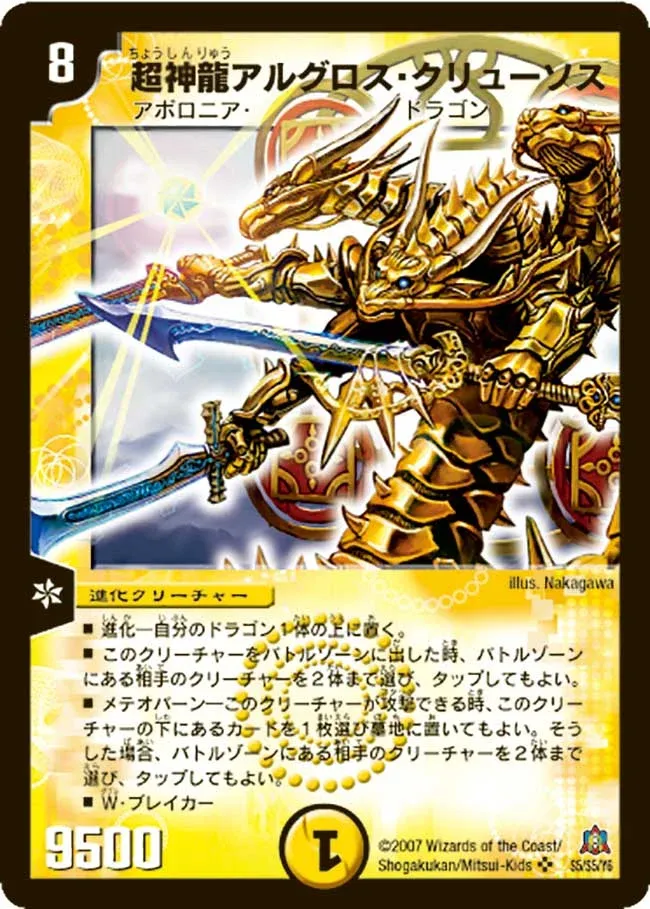 8
ちょうしんりゅう
超神龍アルグロス・クリューソス
アポロニア・ドラゴン
illus. Nakagawa
進化クリーチャー
■ 進化―自分のドラゴン1体の上に置く。
■ このクリーチャーをバトルゾーンに出した時、バトルゾーン
にある相手のクリーチャーを2体まで選び、タップしてもよい。
■ メテオバーン―このクリーチャーが攻撃できる時、このクリー
チャーの下にあるカードを1枚選び墓地に置いてもよい。そう
した場合、バトルゾーンにある相手のクリーチャーを2体まで
選び、タップしてもよい。
■ W・ブレイカー
9500
1
©2007 Wizards of the Coast/
Shogakukan/Mitsui-Kids
S5/S5/Y6